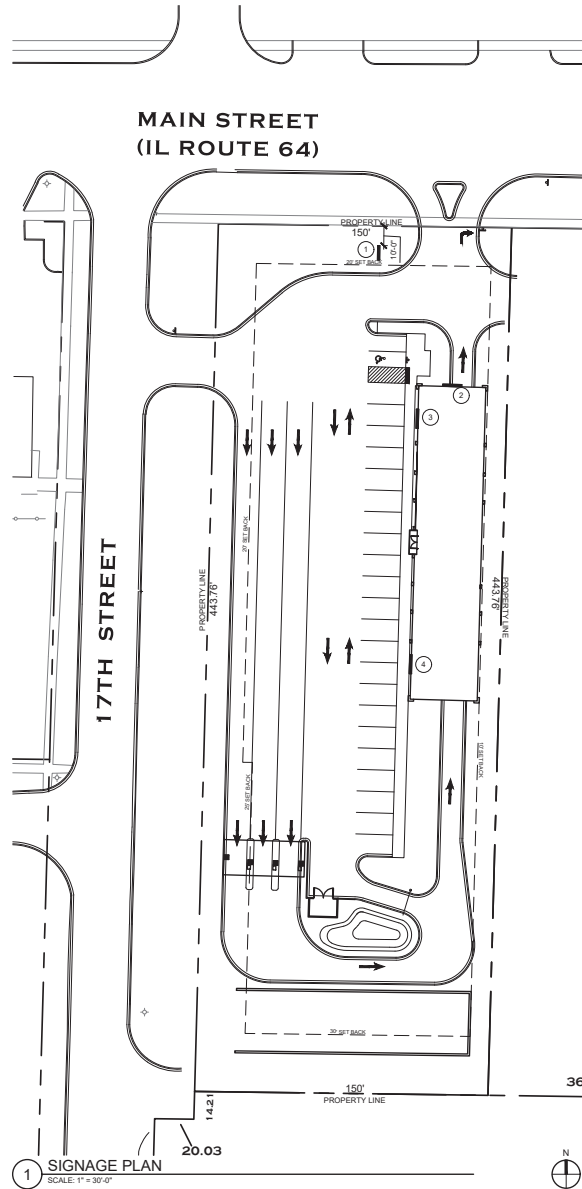 MAIN STREET
(IL ROUTE 64)
PROPERTY LINE
150'
10'-0"
1
20' SET BACK
2
3
20' SET BACK
PROPERTY LINE
443.76'
PROPERTY LINE
443.76'
17TH STREET
4
10' SETBACK
20' SET BACK
30' SET BACK
150'
PROPERTY LINE
36
14.21
20.03
1
SIGNAGE PLAN
SCALE: 1" = 30'-0"
N